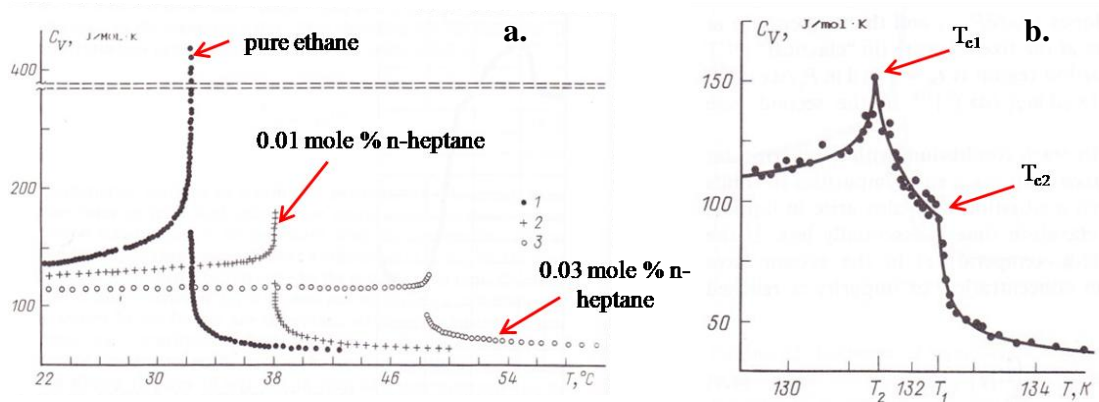 C_V, J/MOL·K
a.
pure ethane
400
0.01 mole % n-heptane
200
1
2
3
0.03 mole % n-
heptane
100
22 30 38 46 54 T,°C
C_V, J/mol·K
b.
T_c1
150
T_c2
100
50
130 T_2 132 T_1 134 T, K